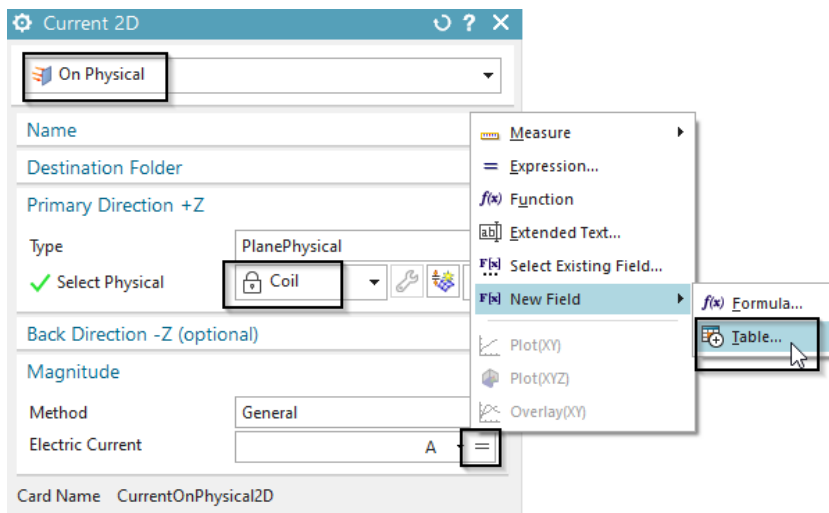 Current 2D
On Physical
Name
Destination Folder
Primary Direction +Z
Type PlanePhysical
Select Physical Coil
Back Direction -Z (optional)
Magnitude
Method General
Electric Current A =
Card Name CurrentOnPhysical2D
Measure
= Expression...
f(x) Function
ab Extended Text...
F[x] Select Existing Field...
F[x] New Field
Plot(XY)
Plot(XYZ)
Overlay(XY)
f(x) Formula...
Table...